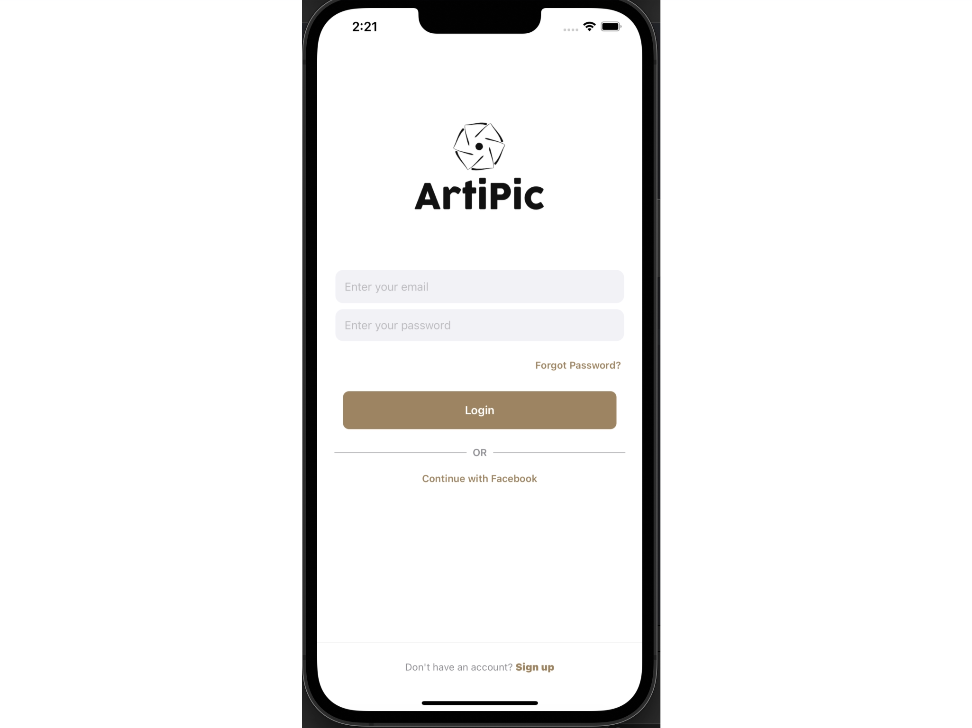 2:21
ArtiPic
Enter your email
Enter your password
Forgot Password?
Login
OR
Continue with Facebook
Don't have an account? Sign up